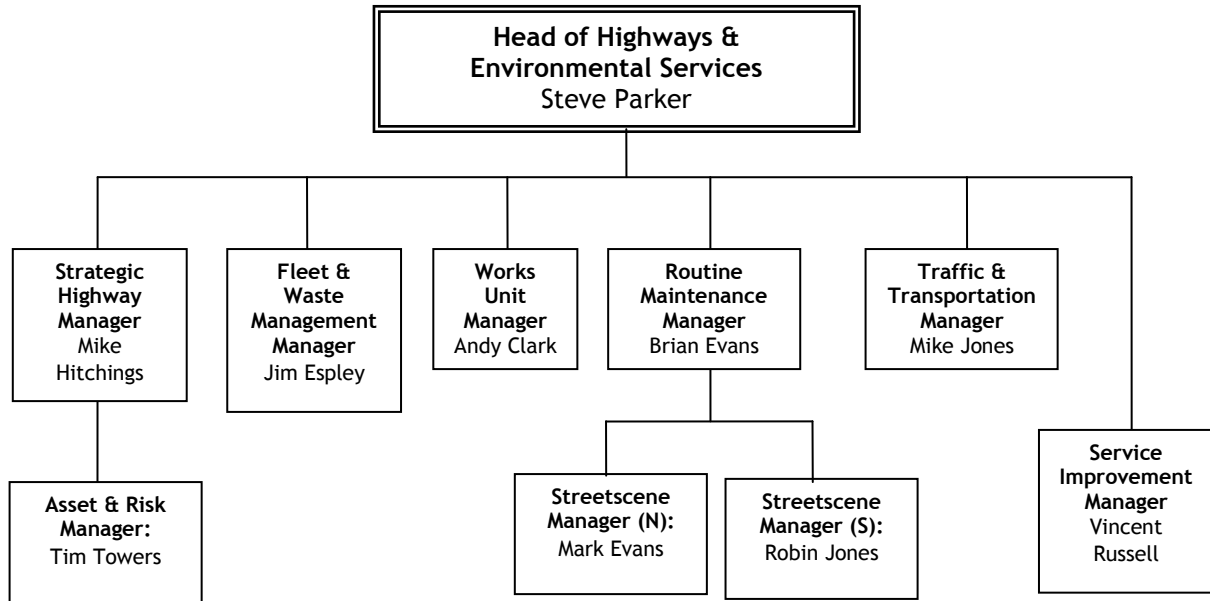 Head of Highways &
Environmental Services
Steve Parker
Strategic
Highway
Manager
Mike
Hitchings
Fleet &
Waste
Management
Manager
Jim Espley
Works
Unit
Manager
Andy Clark
Routine
Maintenance
Manager
Brian Evans
Traffic &
Transportation
Manager
Mike Jones
Asset & Risk
Manager:
Tim Towers
Streetscene
Manager (N):
Mark Evans
Streetscene
Manager (S):
Robin Jones
Service
Improvement
Manager
Vincent
Russell